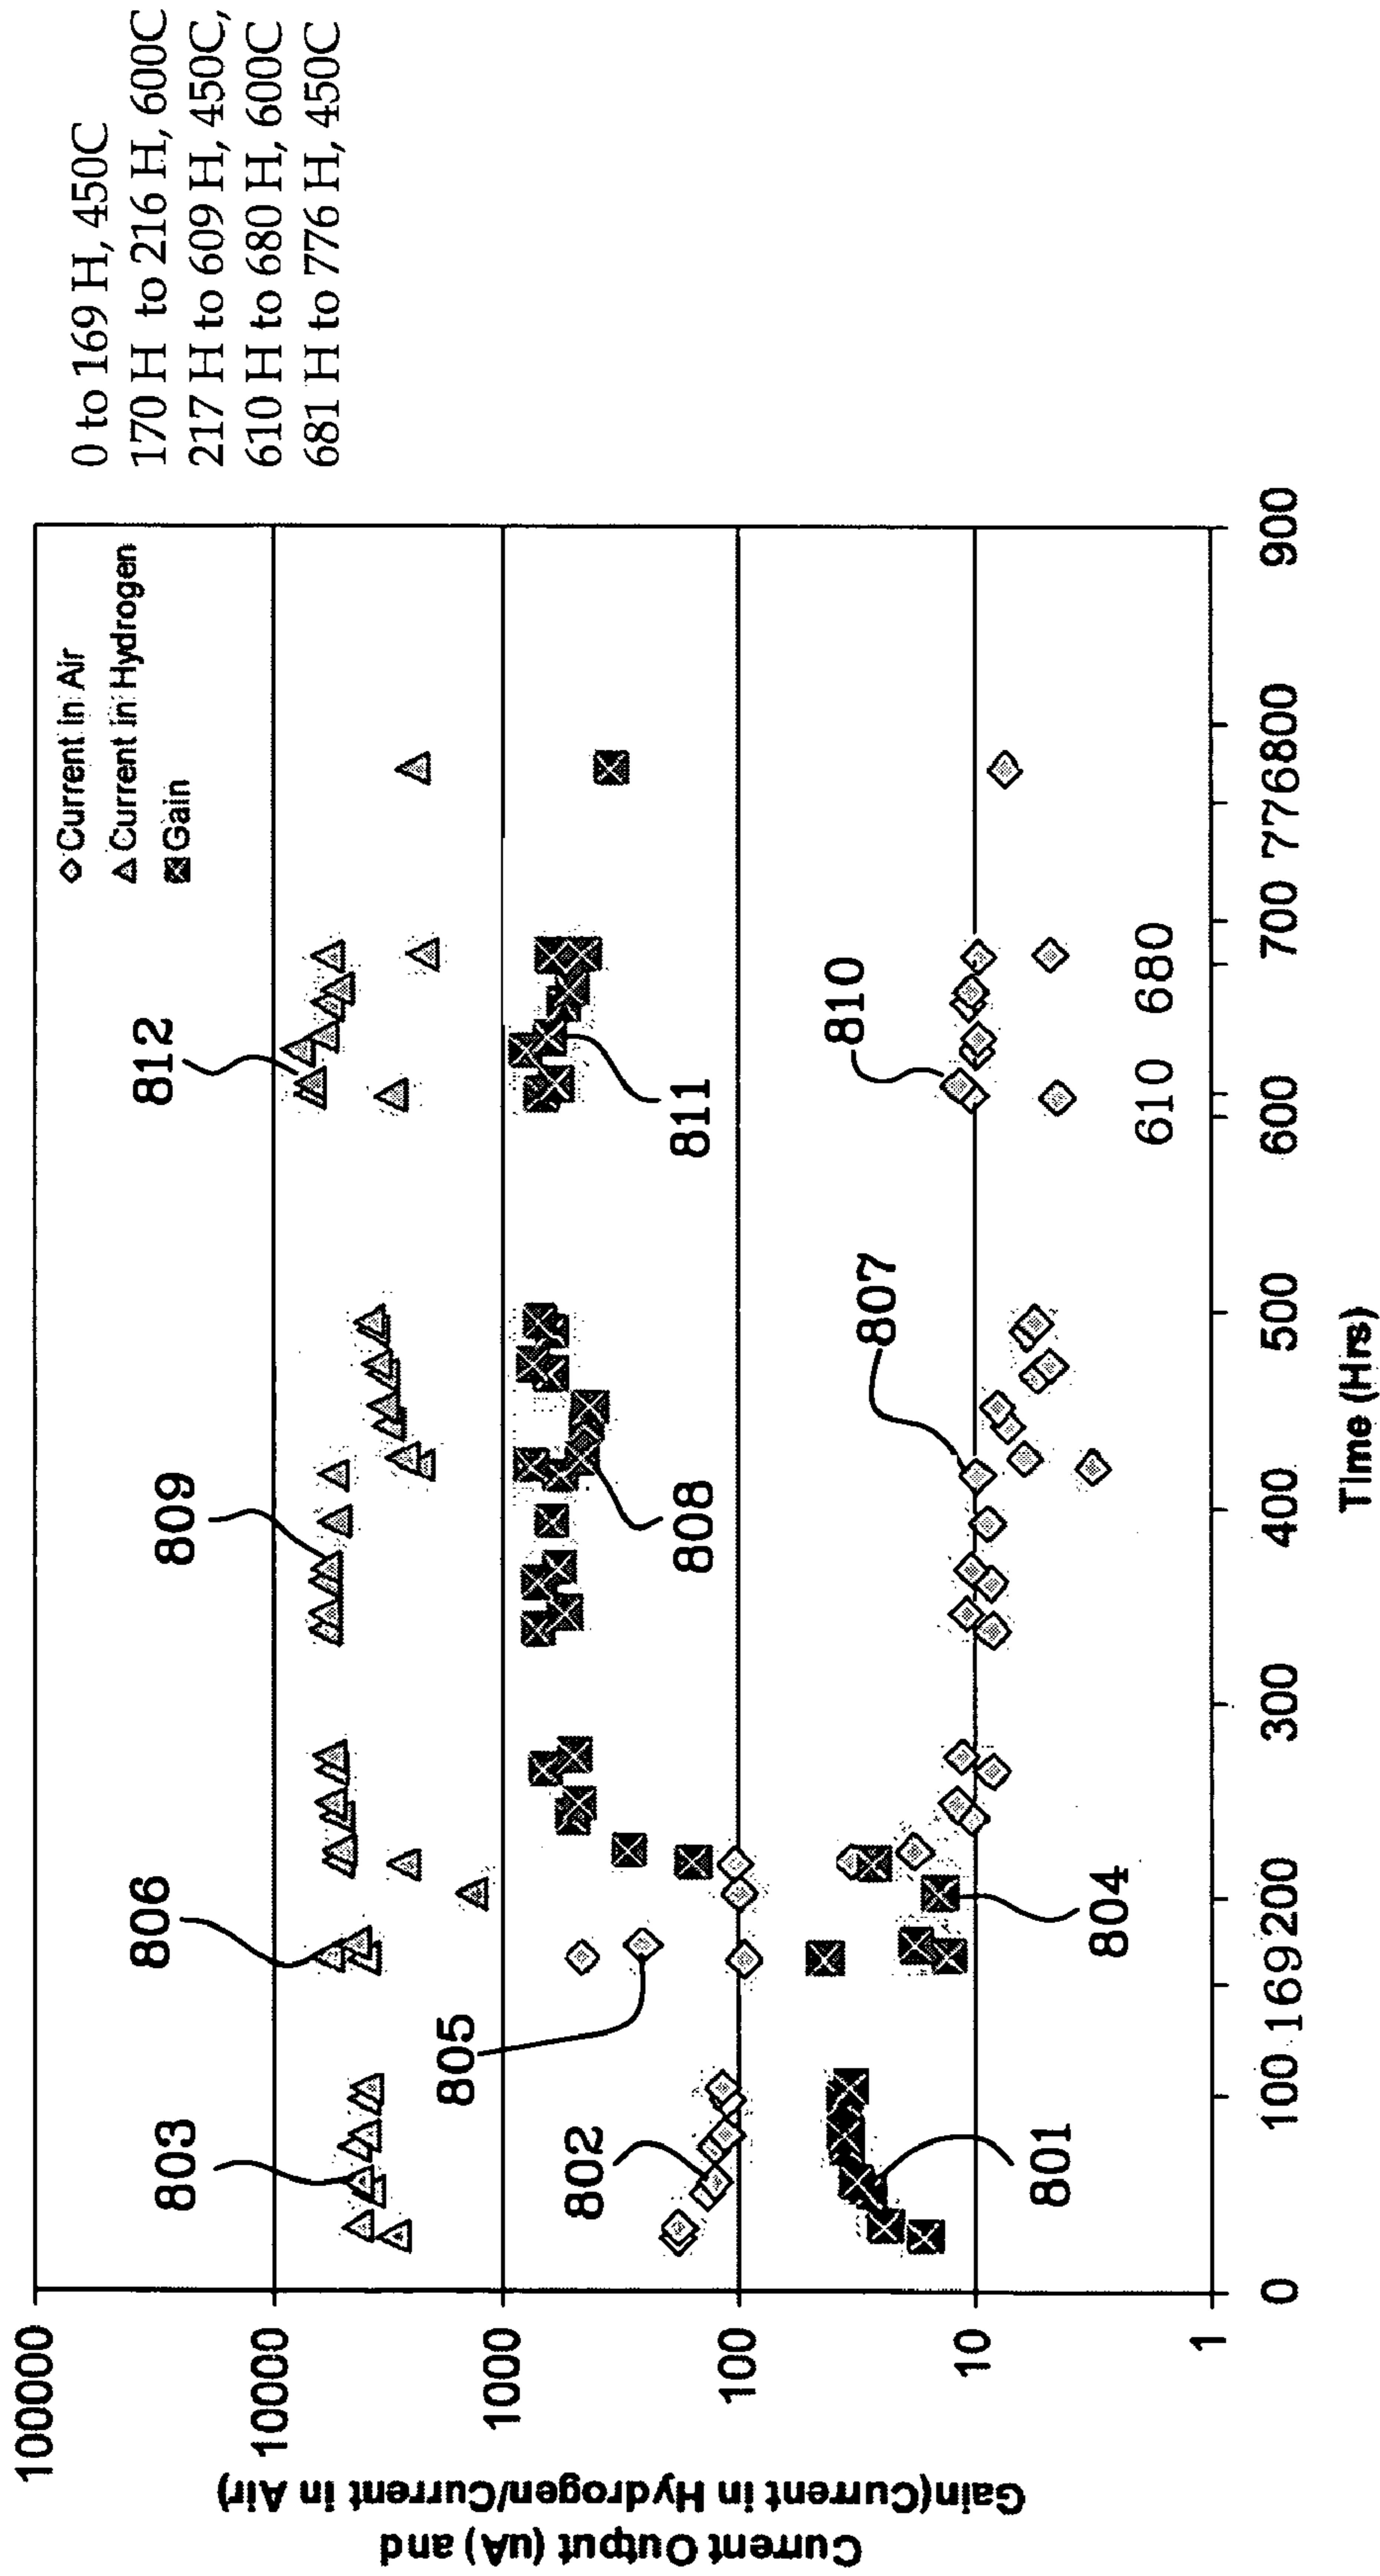 0 to 169 H, 450C
170 H to 216 H, 600C
217 H to 609 H, 450C,
610 H to 680 H, 600C
681 H to 776 H, 450C
Current in Air
Current in Hydrogen
Gain
100000
10000
1000
100
10
1
Current Output (uA) and
Gain(Current in Hydrogen/Current in Air)
803
806
809
812
802
805
808
811
801
804
807
810
610
680
0
100
169
200
300
400
500
600
700
776
800
900
Time (Hrs)